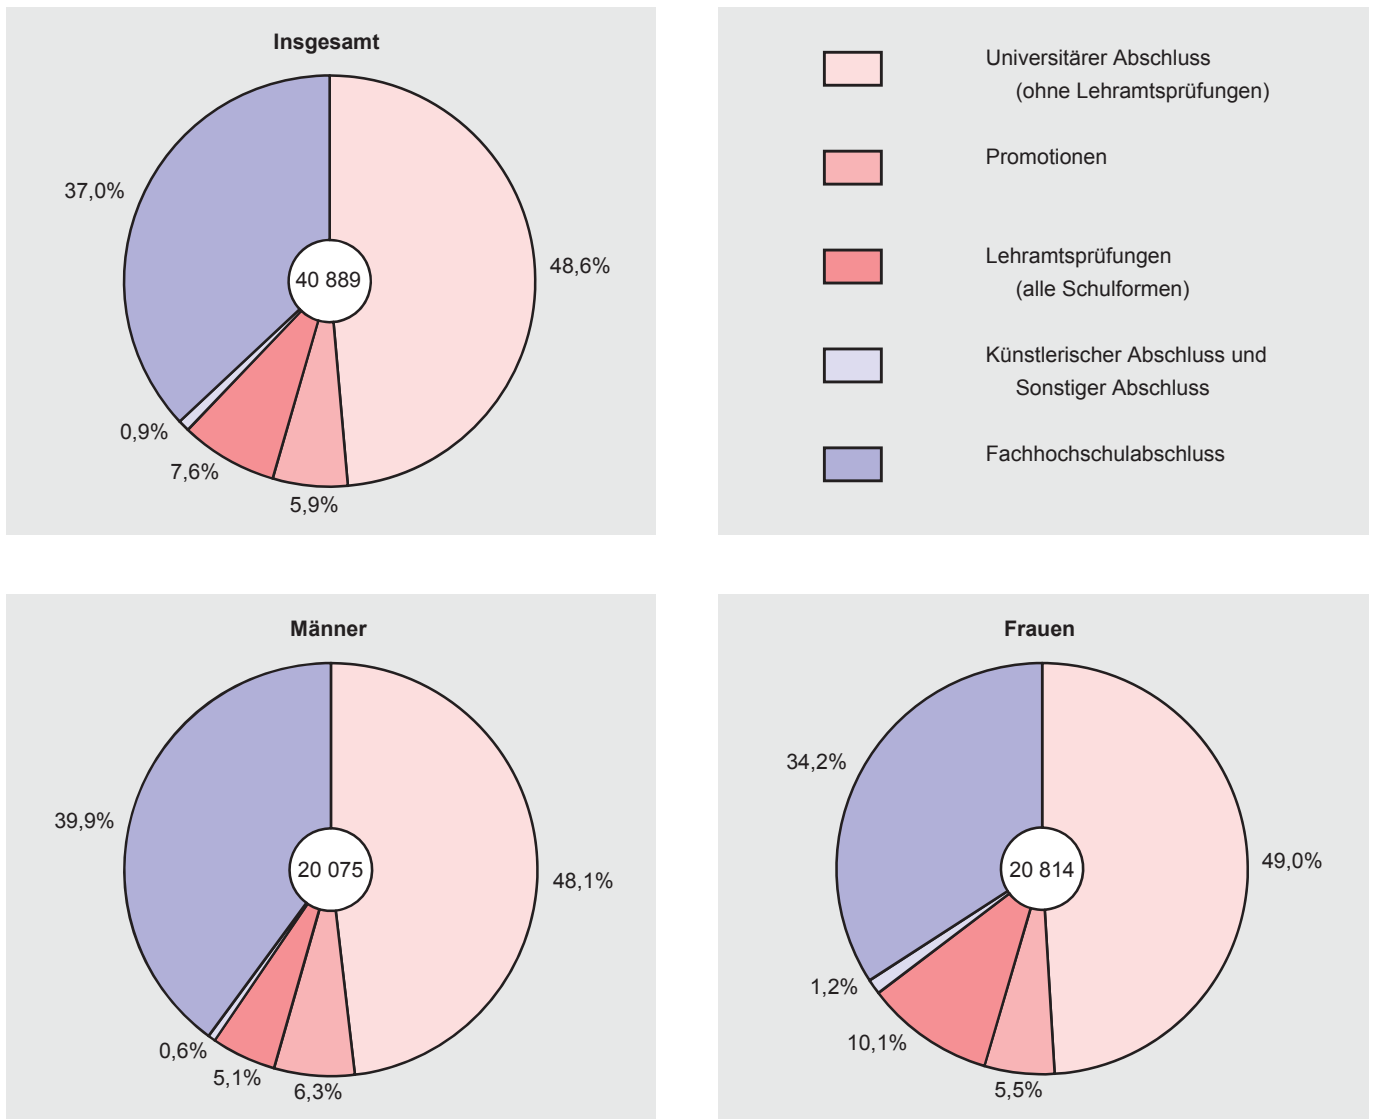 Insgesamt
37,0%
48,6%
40 889
0,9%
7,6%
5,9%
Universitärer Abschluss
(ohne Lehramtsprüfungen)
Promotionen
Lehramtsprüfungen
(alle Schulformen)
Künstlerischer Abschluss und
Sonstiger Abschluss
Fachhochschulabschluss
Männer
39,9%
20 075
48,1%
0,6%
5,1%
6,3%
Frauen
34,2%
49,0%
20 814
1,2%
10,1%
5,5%